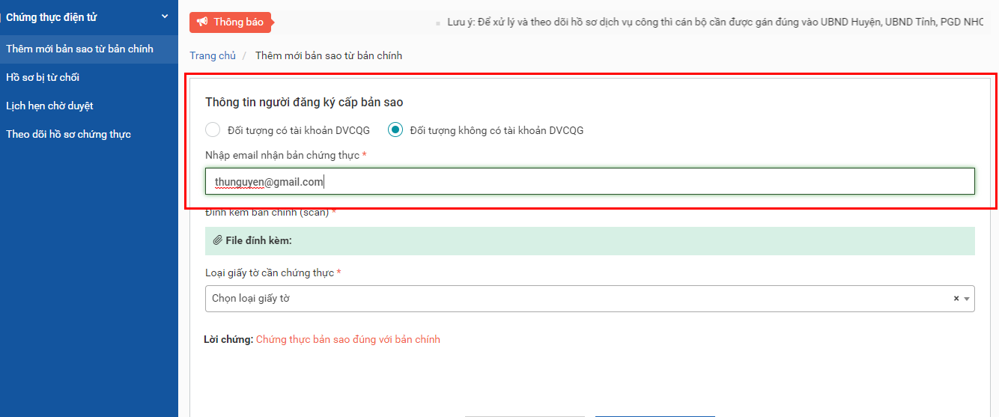 Chứng thực điện tử
Thêm mới bản sao từ bản chính
Hồ sơ bị từ chối
Lịch hẹn chờ duyệt
Theo dõi hồ sơ chứng thực
Thông báo
Lưu ý: Để xử lý và theo dõi hồ sơ dịch vụ công thì cán bộ cần được gán đúng vào UBND Huyện, UBND Tỉnh, PGD NHC
Trang chủ / Thêm mới bản sao từ bản chính
Thông tin người đăng ký cấp bản sao
Đối tượng có tài khoản DVCQG Đối tượng không có tài khoản DVCQG
Nhập email nhận bản chứng thực *
thunguyen@gmail.com
Đính kèm bản chính (scan) *
File đính kèm:
Loại giấy tờ cần chứng thực *
Chọn loại giấy tờ ×
Lời chứng: Chứng thực bản sao đúng với bản chính